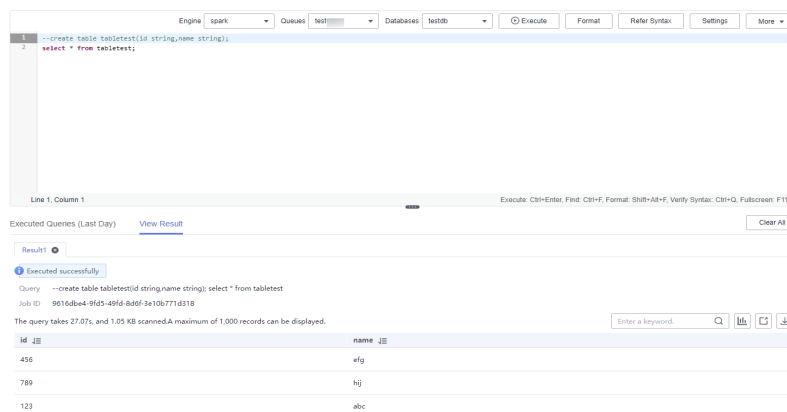 Engine spark Queues test Databases testdb Execute Format Refer Syntax Settings More
1 --create table tabletest(id string,name string);
2 select * from tabletest;
Line 1, Column 1 Execute: Ctrl+Enter, Find: Ctrl+F, Format: Shift+Alt+F, Verify Syntax: Ctrl+Q, Fullscreen: F11
Executed Queries (Last Day) View Result Clear All
Result1
Executed successfully
Query --create table tabletest(id string,name string); select * from tabletest
Job ID 9616dbe4-9fd5-49fd-8d6f-3e10b771d318
The query takes 27.07s, and 1.05 KB scanned.A maximum of 1,000 records can be displayed. Enter a keyword.
id name
456 efg
789 hij
123 abc